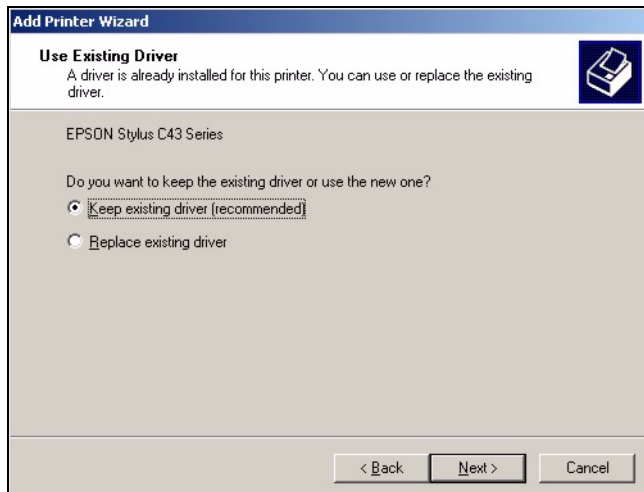 Add Printer Wizard
Use Existing Driver
A driver is already installed for this printer. You can use or replace the existing
driver.
EPSON Stylus C43 Series
Do you want to keep the existing driver or use the new one?
Keep existing driver (recommended)
Replace existing driver
< Back Next > Cancel